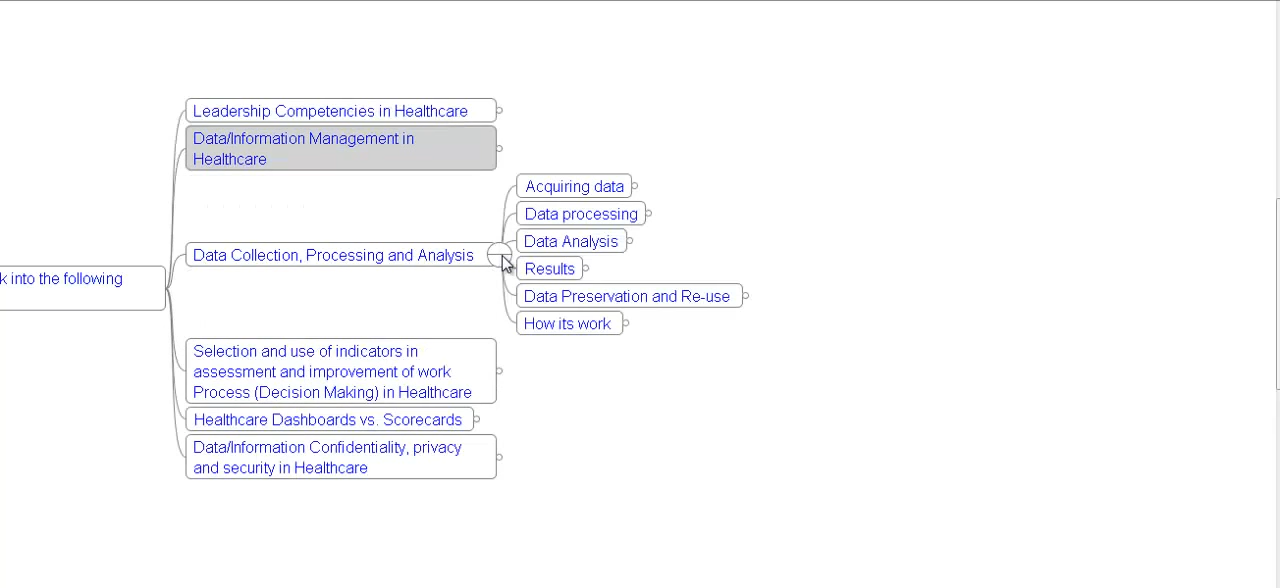 Leadership Competencies in Healthcare
Data/Information Management in
Healthcare
Data Collection, Processing and Analysis
Acquiring data
Data processing
Data Analysis
Results
Data Preservation and Re-use
How its work
k into the following
Selection and use of indicators in
assessment and improvement of work
Process (Decision Making) in Healthcare
Healthcare Dashboards vs. Scorecards
Data/Information Confidentiality, privacy
and security in Healthcare